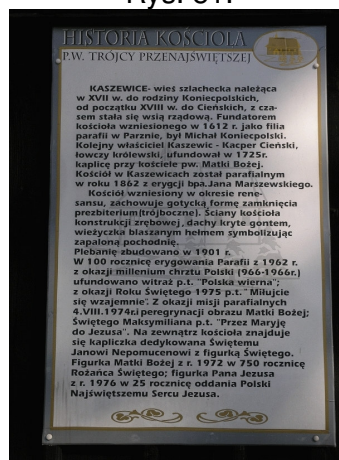 HISTORIA KOŚCIOŁA
P.W. TRÓJCY PRZENAJŚWIĘTSZEJ
KASZEWICE- wieś szlachecka należąca
w XVII w. do rodziny Koniecpolskich,
od początku XVIII w. do Cieńskich, z cza-
sem stała się wsią rządową. Fundatorem
kościoła wzniesionego w 1612 r. jako filia
parafii w Parznie, był Michał Koniecpolski.
Kolejny właściciel Kaszewic - Kacper Cieński,
łowczy królewski, ufundował w 1725r.
kaplicę przy kościele pw. Matki Bożej.
Kościół w Kaszewicach został parafialnym
w roku 1862 z erygcji bpa.Jana Marszewskiego.
Kościół wzniesiony w okresie rene-
sansu, zachowuje gotycką formę zamknięcia
prezbiterium(trójboczne). Ściany kościoła
konstrukcji zrębowej , dachy kryte gontem,
wieżyczka blaszanym hełmem symbolizując
zapaloną pochodnię.
Plebanię zbudowano w 1901 r.
W 100 rocznicę erygowania Parafii z 1962 r.
z okazji millenium chrztu Polski (966-1966r.)
ufundowano witraż p.t. "Polska wierna";
z okazji Roku Świętego 1975 p.t. "Miłujcie
się wzajemnie". Z okazji misji parafialnych
4.VIII.1974r.i peregrynacji obrazu Matki Bożej;
Świętego Maksymiliana p.t. "Przez Maryję
do Jezusa". Na zewnątrz kościoła znajduje
się kapliczka dedykowana Świętemu
Janowi Nepomucenowi z figurką Świętego.
Figurka Matki Bożej z r. 1972 w 750 rocznicę
Rożańca Świętego; figurka Pana Jezusa
z r. 1976 w 25 rocznicę oddania Polski
Najświętszemu Sercu Jezusa.